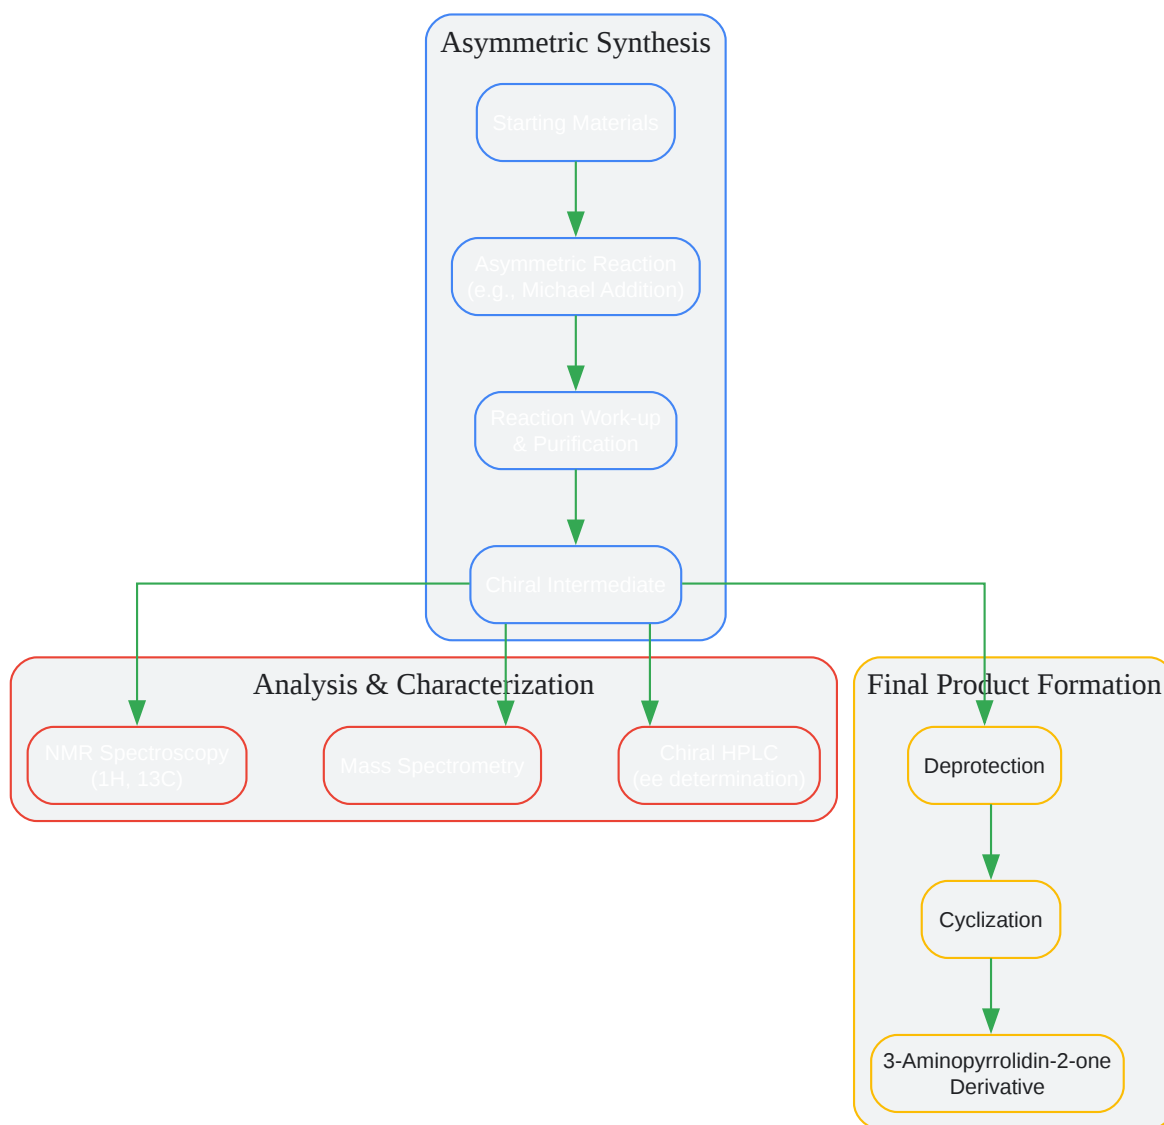 Asymmetric Synthesis
Starting Materials
Asymmetric Reaction
(e.g., Michael Addition)
Reaction Work-up
& Purification
Chiral Intermediate
Analysis & Characterization
NMR Spectroscopy
(1H, 13C)
Mass Spectrometry
Chiral HPLC
(ee determination)
Final Product Formation
Deprotection
Cyclization
3-Aminopyrrolidin-2-one
Derivative